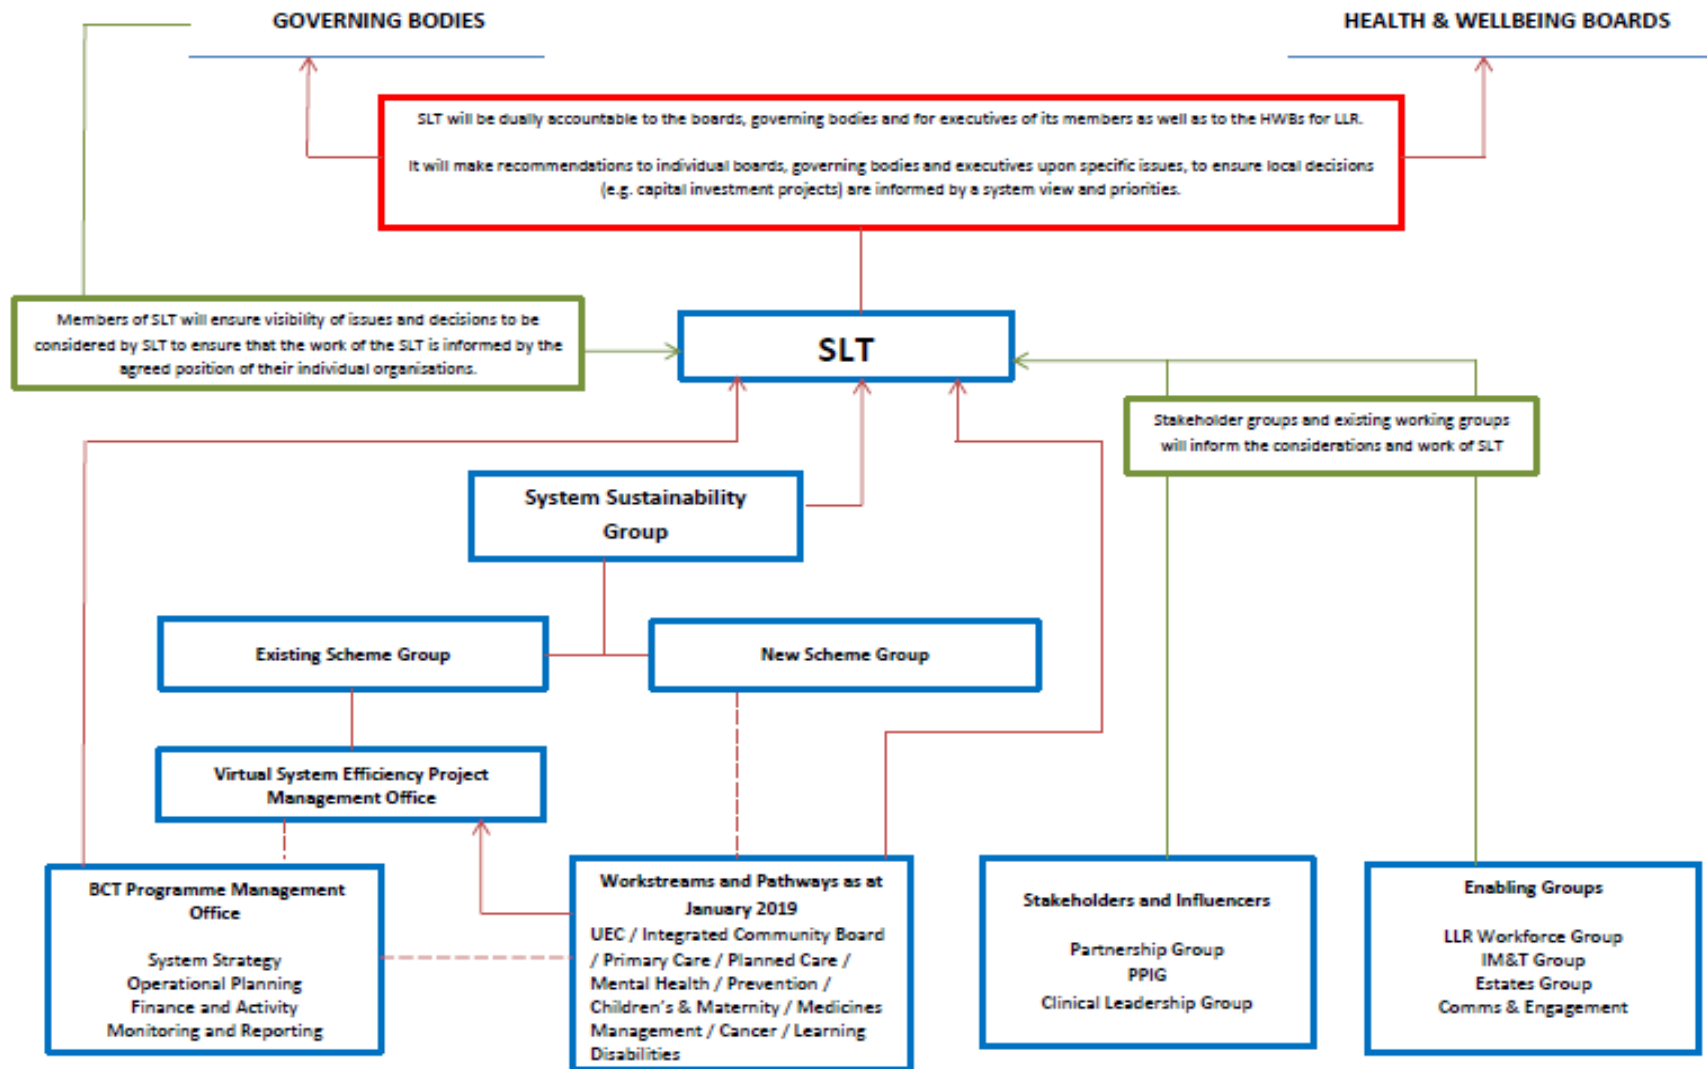 GOVERNING BODIES
HEALTH & WELLBEING BOARDS
SLT will be dually accountable to the boards, governing bodies and for executives of its members as well as to the HWBs for LLR.
It will make recommendations to individual boards, governing bodies and executives upon specific issues, to ensure local decisions
(e.g. capital investment projects) are informed by a system view and priorities.
Members of SLT will ensure visibility of issues and decisions to be
considered by SLT to ensure that the work of the SLT is informed by the
agreed position of their individual organisations.
SLT
Stakeholder groups and existing working groups
will inform the considerations and work of SLT
System Sustainability
Group
Existing Scheme Group
New Scheme Group
Virtual System Efficiency Project
Management Office
BCT Programme Management
Office
System Strategy
Operational Planning
Finance and Activity
Monitoring and Reporting
Workstreams and Pathways as at
January 2019
UEC / Integrated Community Board
/ Primary Care / Planned Care /
Mental Health / Prevention /
Children's & Maternity / Medicines
Management / Cancer / Learning
Disabilities
Stakeholders and Influencers
Partnership Group
PPIG
Clinical Leadership Group
Enabling Groups
LLR Workforce Group
IM&T Group
Estates Group
Comms & Engagement